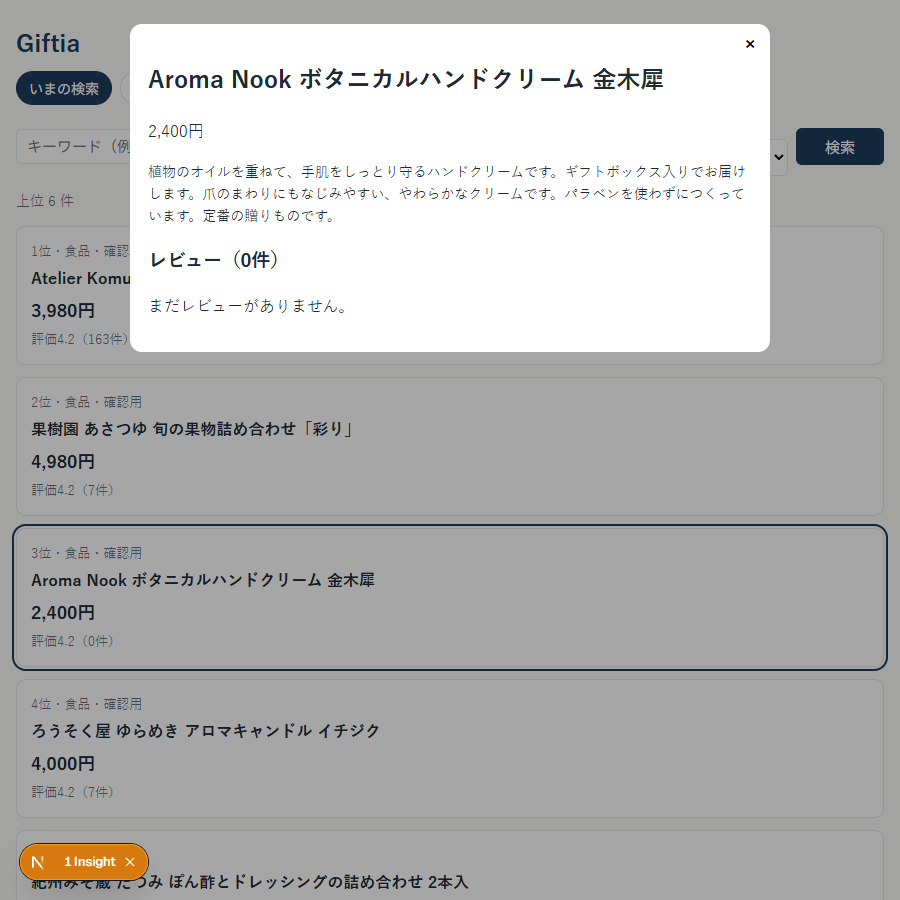 Giftia
いまの検索
キーワード（例
検索
上位 6 件
×
Aroma Nook ボタニカルハンドクリーム 金木犀
2,400円
植物のオイルを重ねて、手肌をしっとり守るハンドクリームです。ギフトボックス入りでお届け
します。爪のまわりにもなじみやすい、やわらかなクリームです。パラベンを使わずにつくって
います。定番の贈りものです。
レビュー（0件）
まだレビューがありません。
1位・食品・確認
Atelier Komu
3,980円
評価4.2（163件）
2位・食品・確認用
果樹園 あさつゆ 旬の果物詰め合わせ「彩り」
4,980円
評価4.2（7件）
3位・食品・確認用
Aroma Nook ボタニカルハンドクリーム 金木犀
2,400円
評価4.2（0件）
4位・食品・確認用
ろうそく屋 ゆらめき アロマキャンドル イチジク
4,000円
評価4.2（7件）
N 1 Insight ×
紀州みそ蔵 たつみ ぽん酢とドレッシングの詰め合わせ 2本入